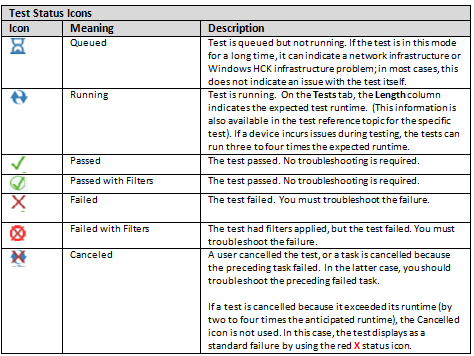 Test Status Icons
Icon Meaning Description
Queued Test is queued but not running. If the test is in this mode
for a long time, it can indicate a network infrastructure or
Windows HCK infrastructure problem; in most cases, this
does not indicate an issue with the test itself.
Running Test is running. On the Tests tab, the Length column
indicates the expected test runtime. (This information is
also available in the test reference topic for the specific
test). If a device incurs issues during testing, the tests can
run three to four times the expected runtime.
Passed The test passed. No troubleshooting is required.
Passed with Filters The test passed. No troubleshooting is required.
Failed The test failed. You must troubleshoot the failure.
Failed with Filters The test had filters applied, but the test failed. You must
troubleshoot the failure.
Canceled A user cancelled the test, or a task is cancelled because
the preceding task failed. In the latter case, you should
troubleshoot the preceding failed task.
If a test is cancelled because it exceeded its runtime (by
two to four times the anticipated runtime), the Cancelled
icon is not used. In this case, the test displays as a
standard failure by using the red X status icon.